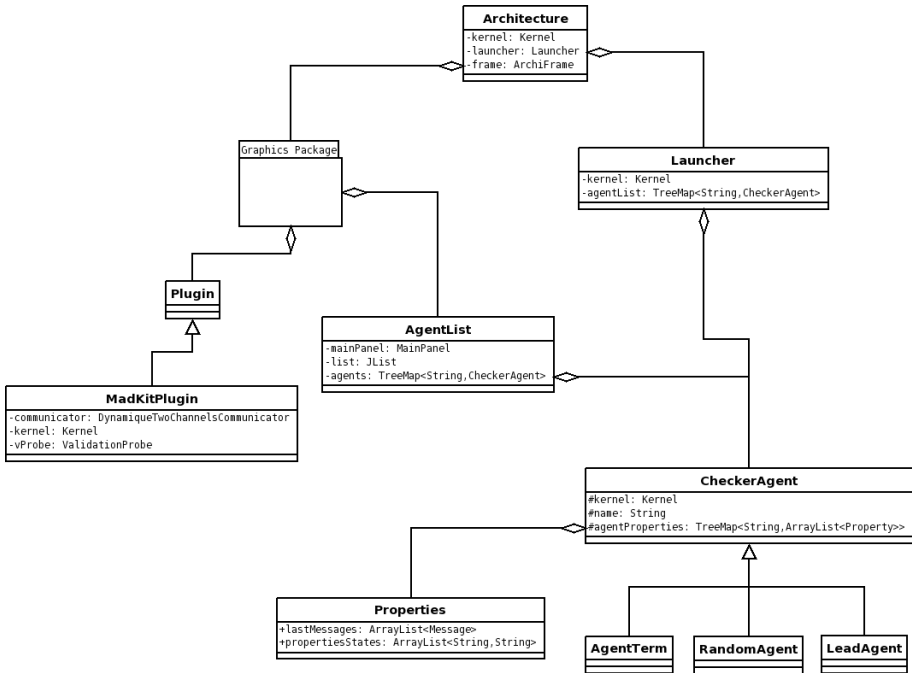 Architecture
-kernel: Kernel
-launcher: Launcher
-frame: ArchiFrame
Graphics Package
Launcher
-kernel: Kernel
-agentList: TreeMap<String,CheckerAgent>
Plugin
AgentList
-mainPanel: MainPanel
-list: JList
-agents: TreeMap<String,CheckerAgent>
MadKitPlugin
-communicator: DynamiqueTwoChannelsCommunicator
-kernel: Kernel
-vProbe: ValidationProbe
CheckerAgent
#kernel: Kernel
#name: String
#agentProperties: TreeMap<String,ArrayList<Property>>
Properties
+lastMessages: ArrayList<Message>
+propertiesStates: ArrayList<String,String>
AgentTerm
RandomAgent
LeadAgent